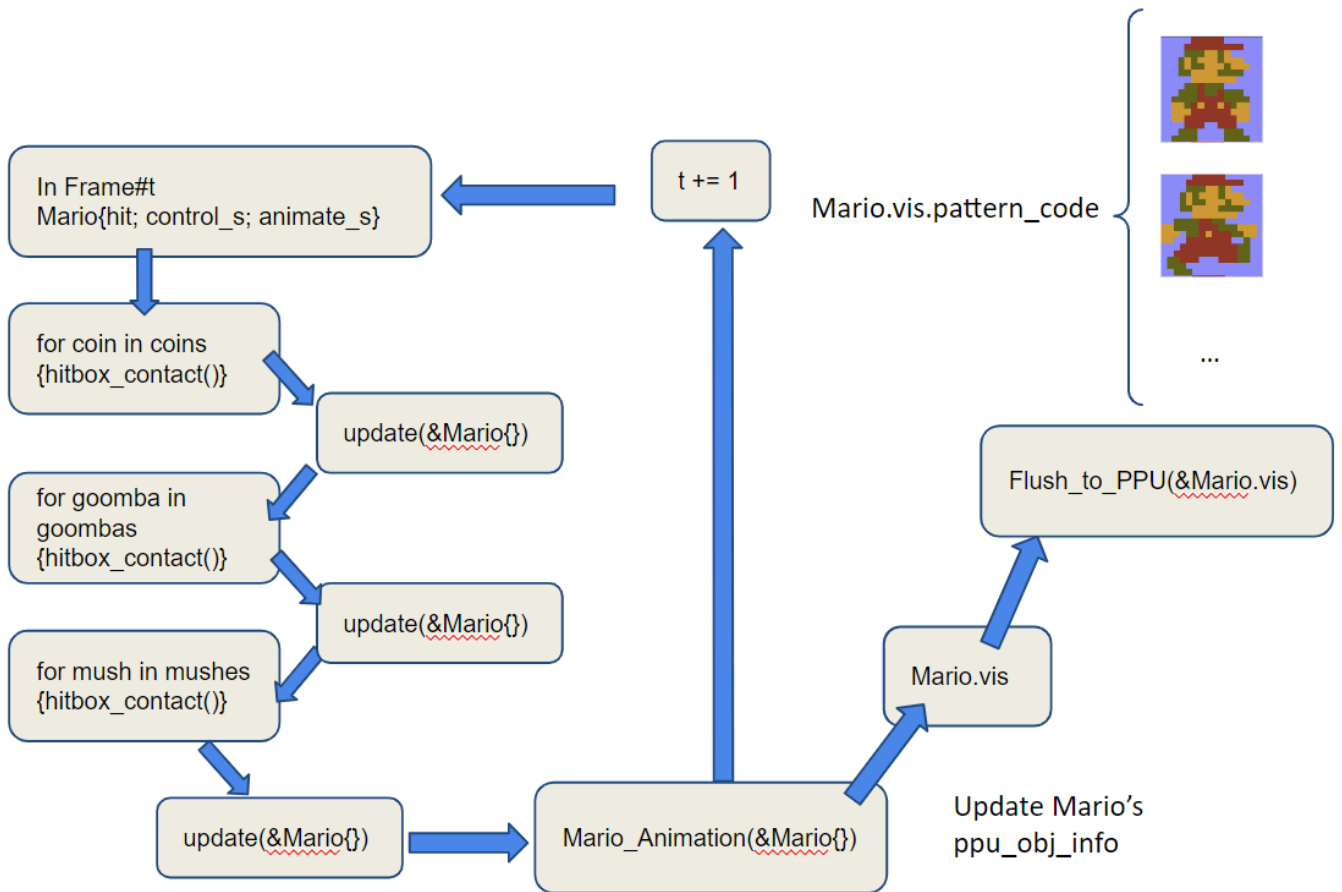 In Frame#t
Mario{hit; control_s; animate_s}
t += 1
Mario.vis.pattern_code
...
for coin in coins
{hitbox_contact()}
update(&Mario{})
for goomba in
goombas
{hitbox_contact()}
update(&Mario{})
for mush in mushes
{hitbox_contact()}
update(&Mario{})
Mario_Animation(&Mario{})
Mario.vis
Flush_to_PPU(&Mario.vis)
Update Mario’s
ppu_obj_info